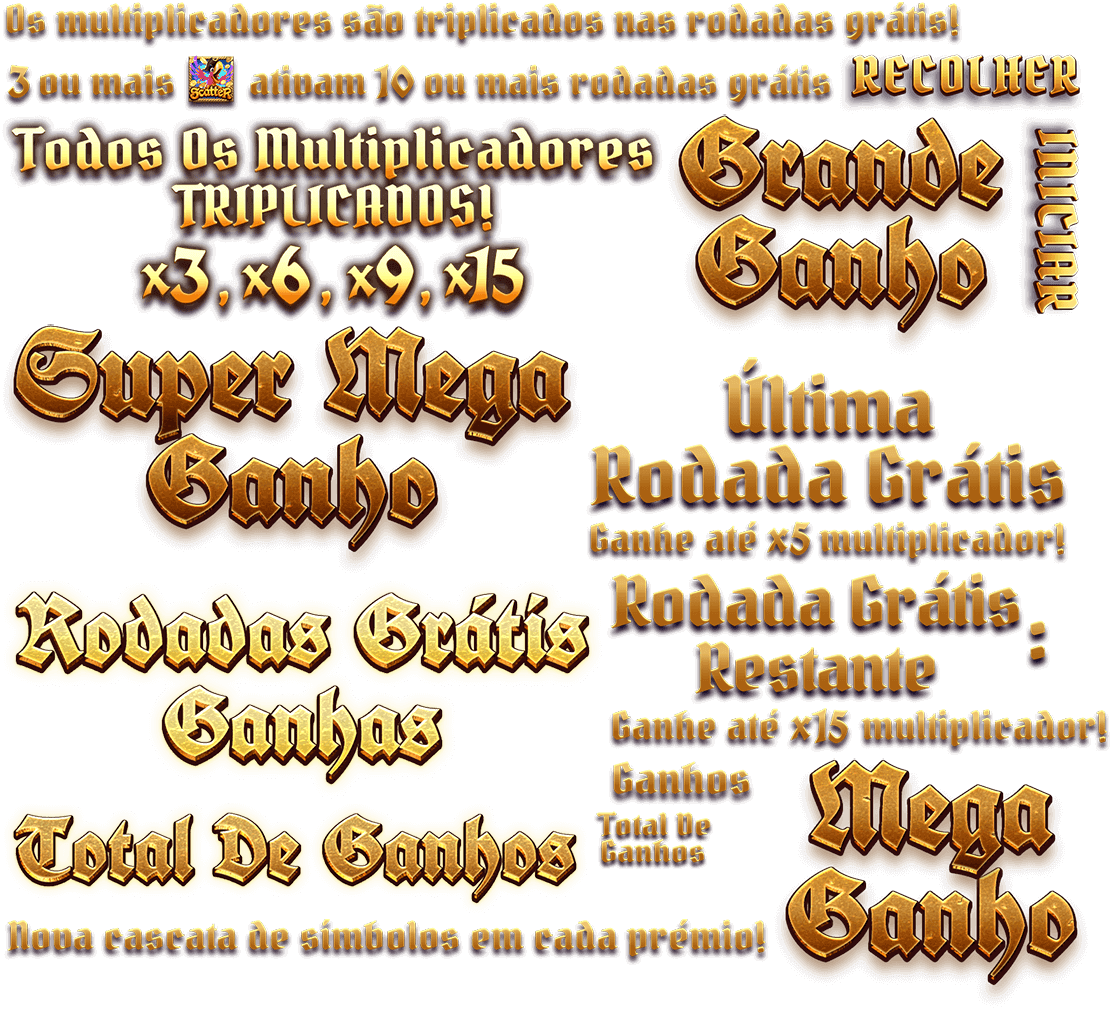 Os multiplicadores são triplicados nas rodadas grátis!
3 ou mais SCATTER ativam 10 ou mais rodadas grátis
RECOLHER
Todos Os Multiplicadores
TRIPLICADOS!
x3, x6, x9, x15
Grande
Ganho
INICIAR
Super Mega
Ganho
Última
Rodada Grátis
Ganhe até x5 multiplicador!
Rodadas Grátis
Ganhas
Rodada Grátis :
Restante
Ganhe até x15 multiplicador!
Ganhos
Total De
Ganhos
Mega
Ganho
Total De Ganhos
Nova cascata de símbolos em cada prémio!